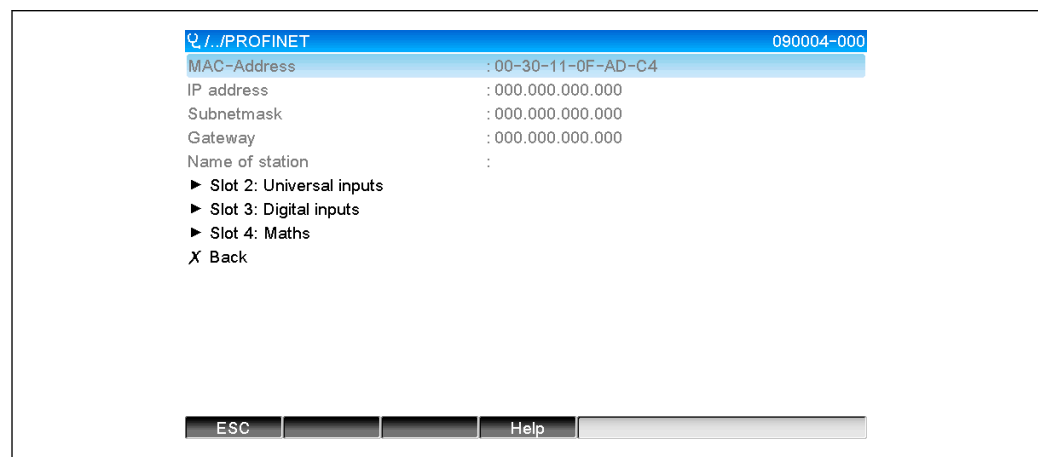 /../PROFINET 090004-000
MAC-Address : 00-30-11-0F-AD-C4
IP address : 000.000.000.000
Subnetmask : 000.000.000.000
Gateway : 000.000.000.000
Name of station :
► Slot 2: Universal inputs
► Slot 3: Digital inputs
► Slot 4: Maths
X Back
ESC Help